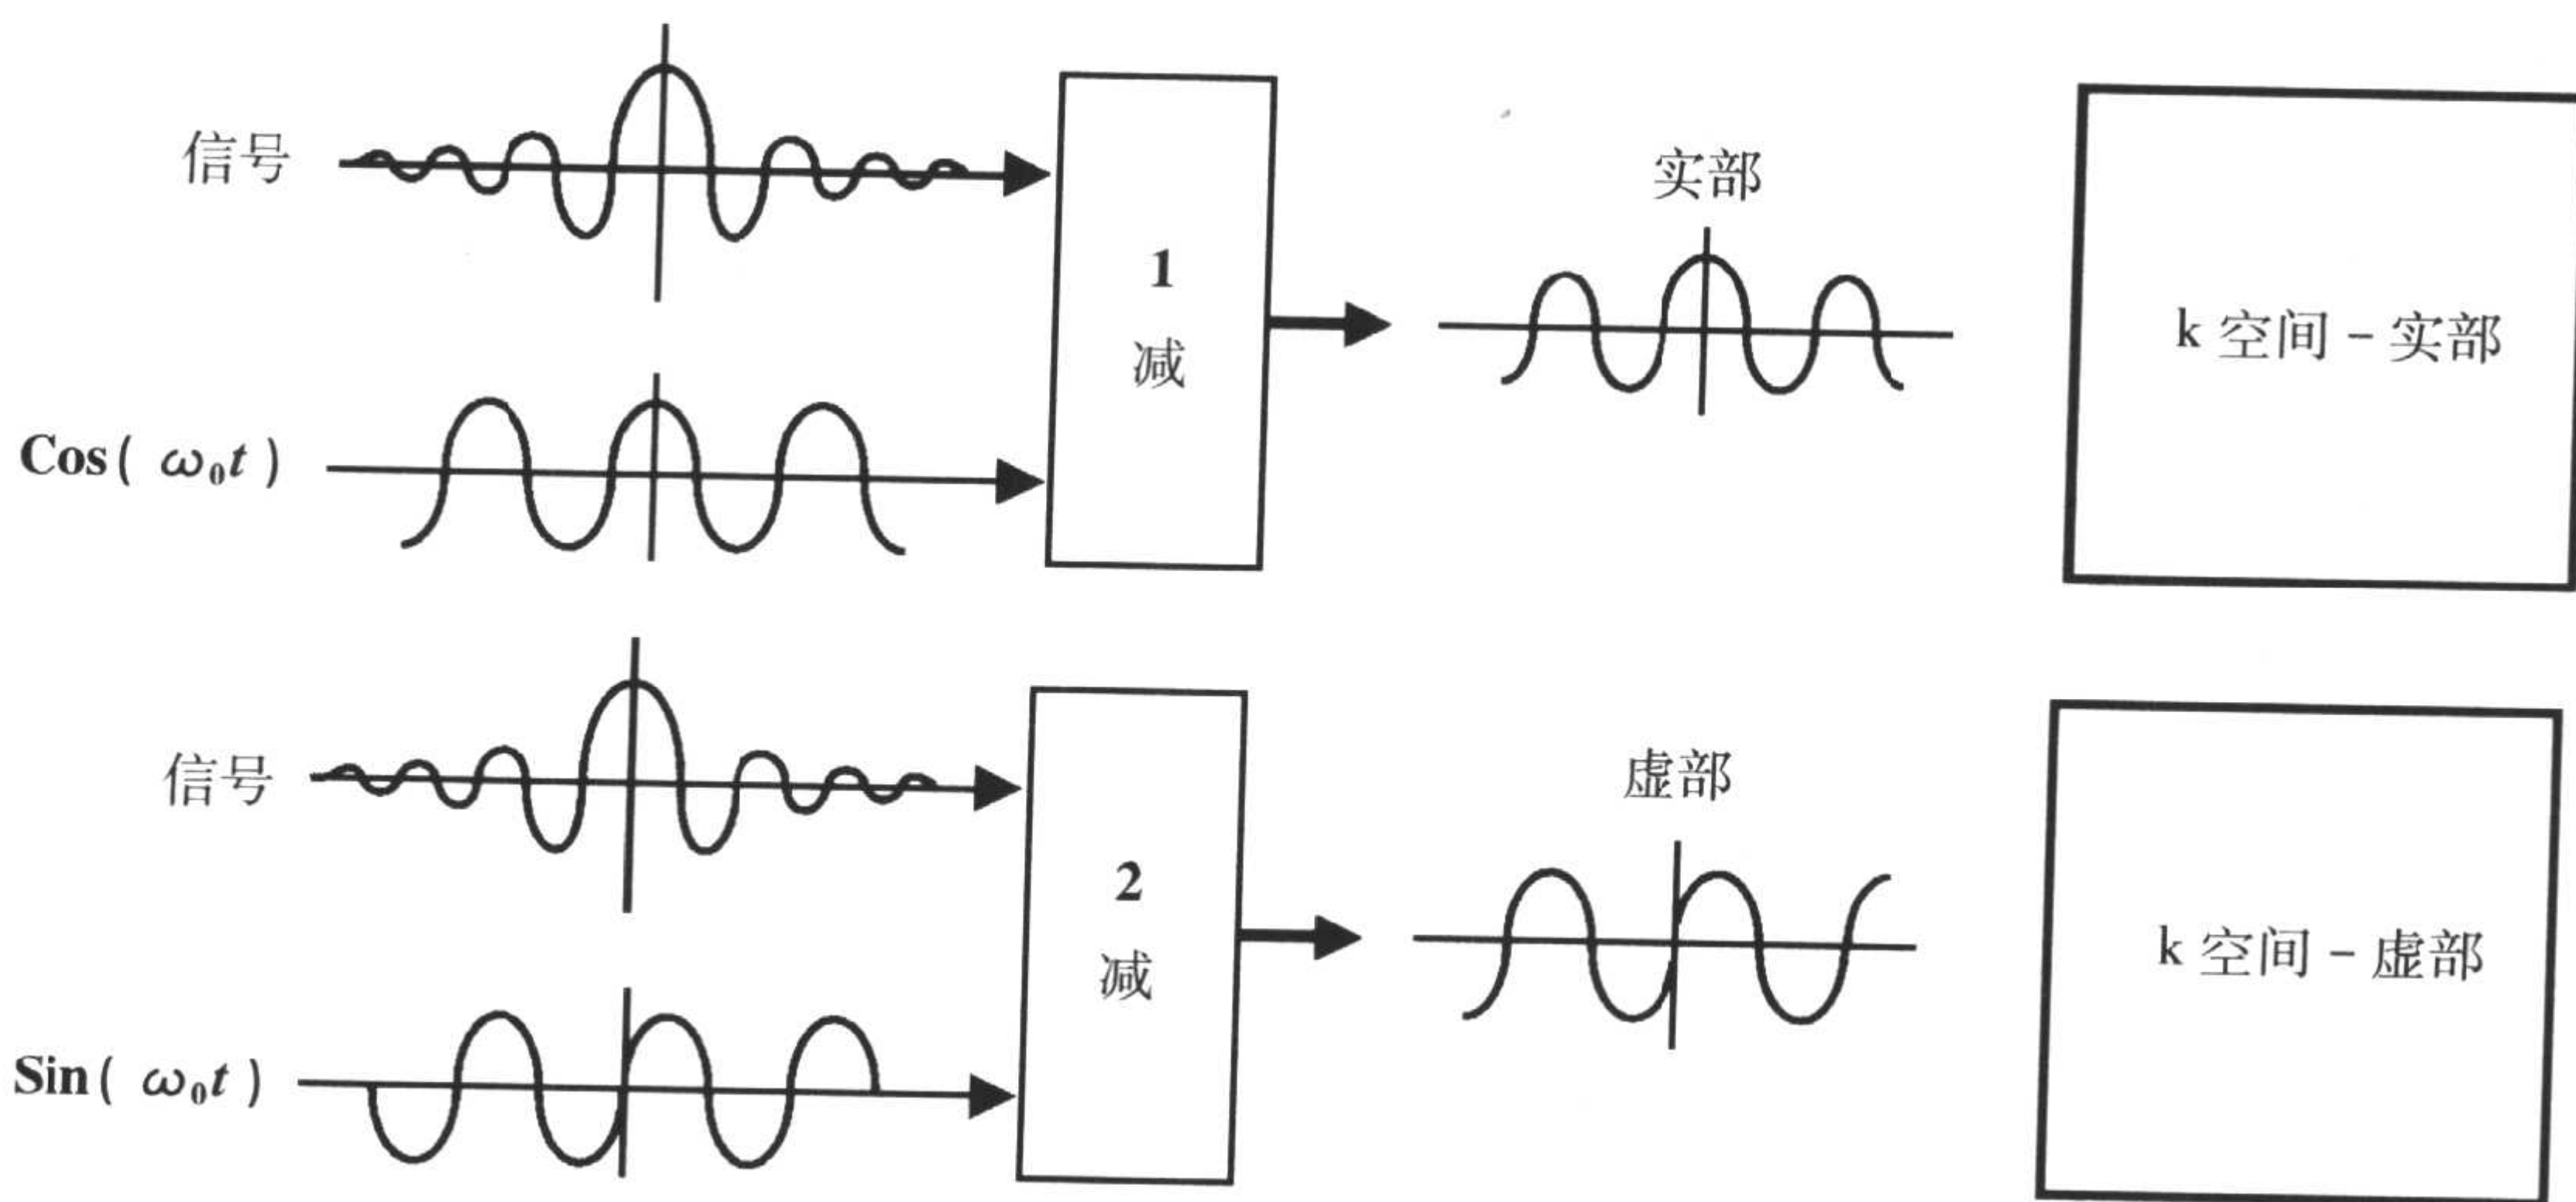 信号
实部
1
减
k 空间 - 实部
Cos( ω₀t )
信号
虚部
2
减
k 空间 - 虚部
Sin( ω₀t )